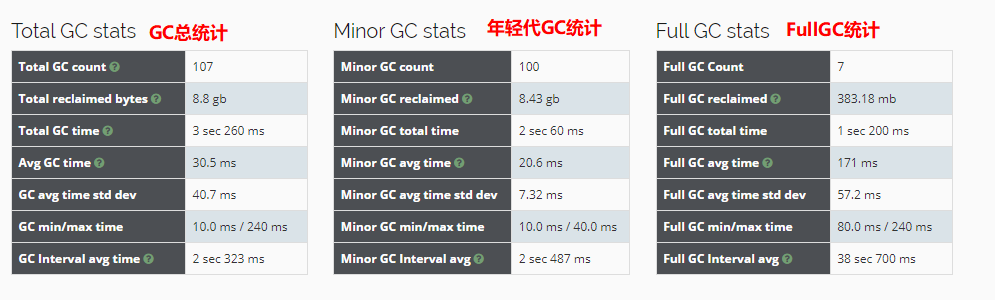 Total GC stats GC总统计
Total GC count 107
Total reclaimed bytes 8.8 gb
Total GC time 3 sec 260 ms
Avg GC time 30.5 ms
GC avg time std dev 40.7 ms
GC min/max time 10.0 ms / 240 ms
GC Interval avg time 2 sec 323 ms
Minor GC stats 年轻代GC统计
Minor GC count 100
Minor GC reclaimed 8.43 gb
Minor GC total time 2 sec 60 ms
Minor GC avg time 20.6 ms
Minor GC avg time std dev 7.32 ms
Minor GC min/max time 10.0 ms / 40.0 ms
Minor GC Interval avg 2 sec 487 ms
Full GC stats FullGC统计
Full GC Count 7
Full GC reclaimed 383.18 mb
Full GC total time 1 sec 200 ms
Full GC avg time 171 ms
Full GC avg time std dev 57.2 ms
Full GC min/max time 80.0 ms / 240 ms
Full GC Interval avg 38 sec 700 ms